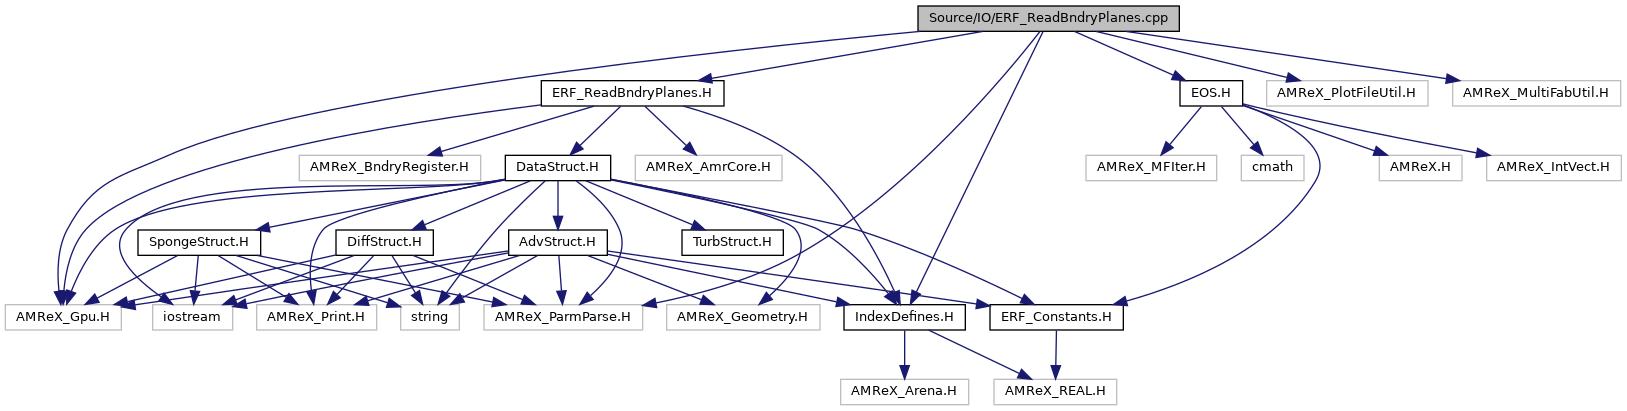 Source/IO/ERF_ReadBndryPlanes.cpp
ERF_ReadBndryPlanes.H
EOS.H
AMReX_PlotFileUtil.H
AMReX_MultiFabUtil.H
AMReX_BndryRegister.H
DataStruct.H
AMReX_AmrCore.H
AMReX_MFIter.H
cmath
AMReX.H
AMReX_IntVect.H
SpongeStruct.H
DiffStruct.H
AdvStruct.H
TurbStruct.H
AMReX_Gpu.H
iostream
AMReX_Print.H
string
AMReX_ParmParse.H
AMReX_Geometry.H
IndexDefines.H
ERF_Constants.H
AMReX_Arena.H
AMReX_REAL.H